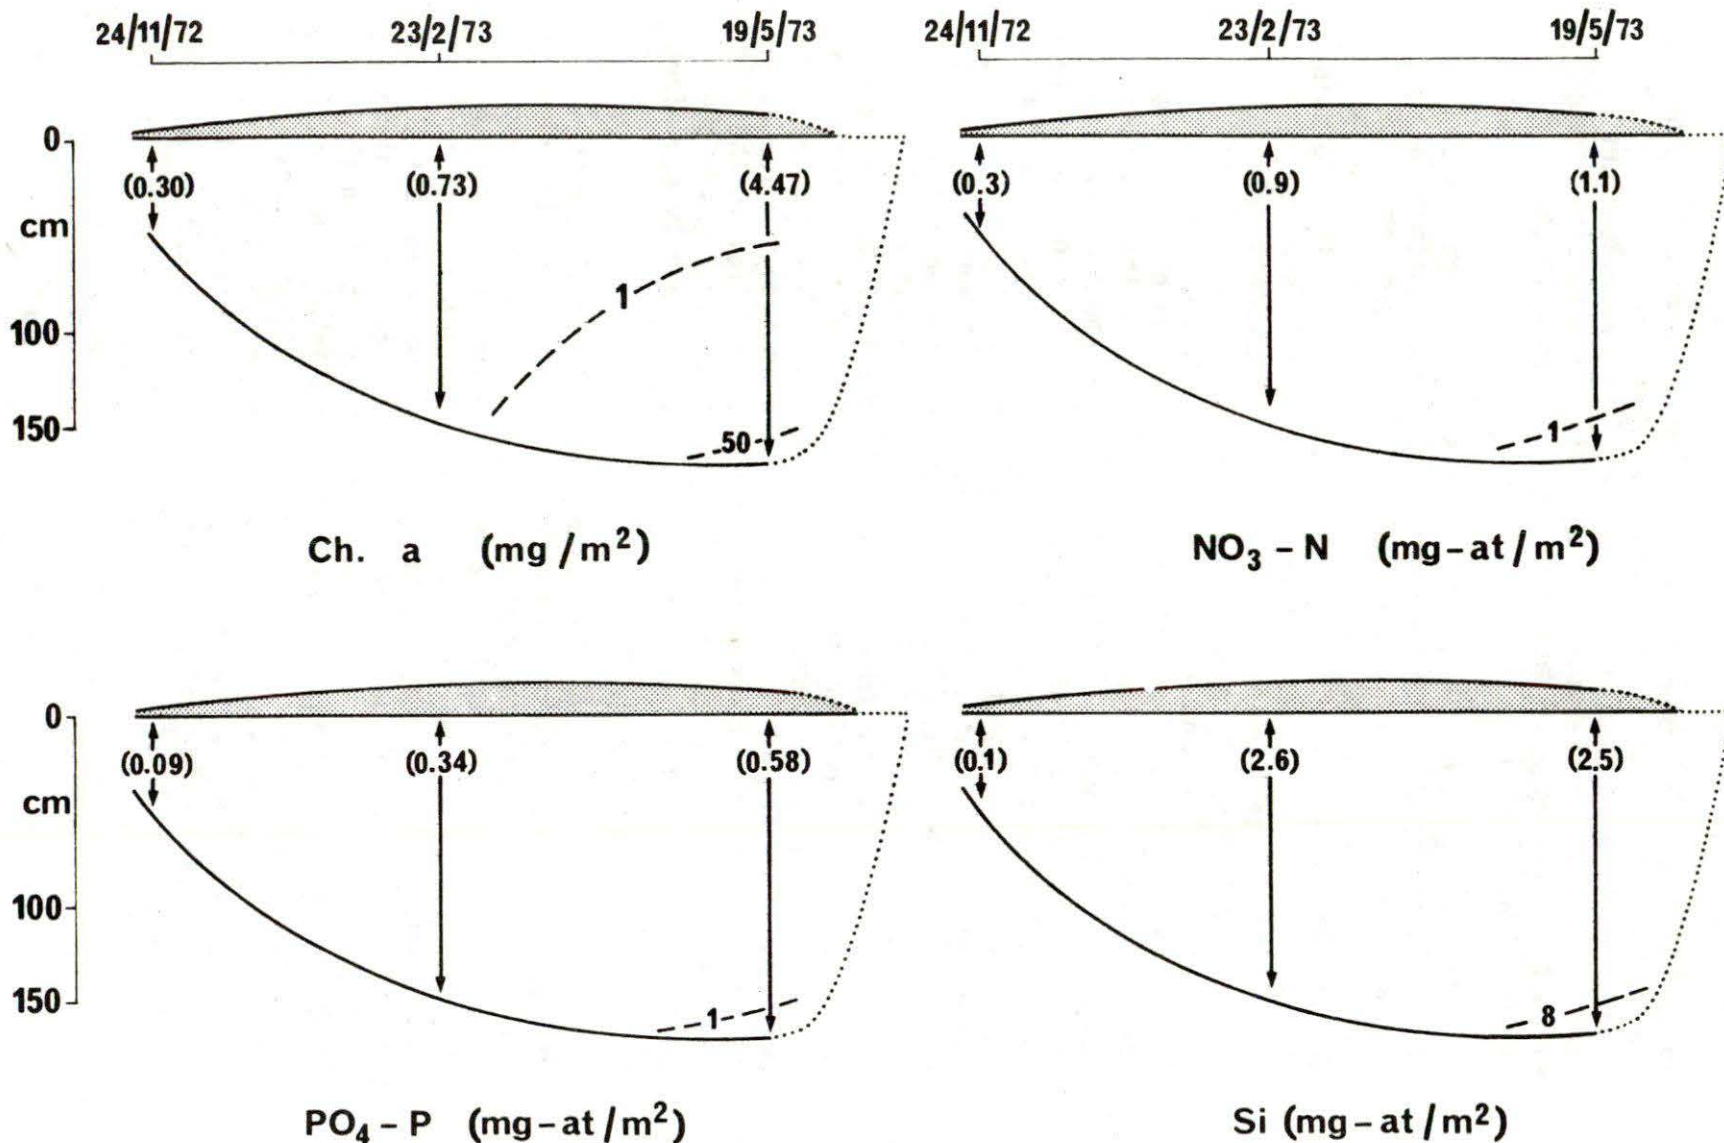 24/11/72 23/2/73 19/5/73
24/11/72 23/2/73 19/5/73
0
(0.30) (0.73) (4.47)
(0.3) (0.9) (1.1)
cm
1
100
150
50
1
Ch. a (mg/m²)
NO₃-N (mg-at/m²)
0
(0.09) (0.34) (0.58)
(0.1) (2.6) (2.5)
cm
100
150
1
8
PO₄-P (mg-at/m²)
Si (mg-at/m²)